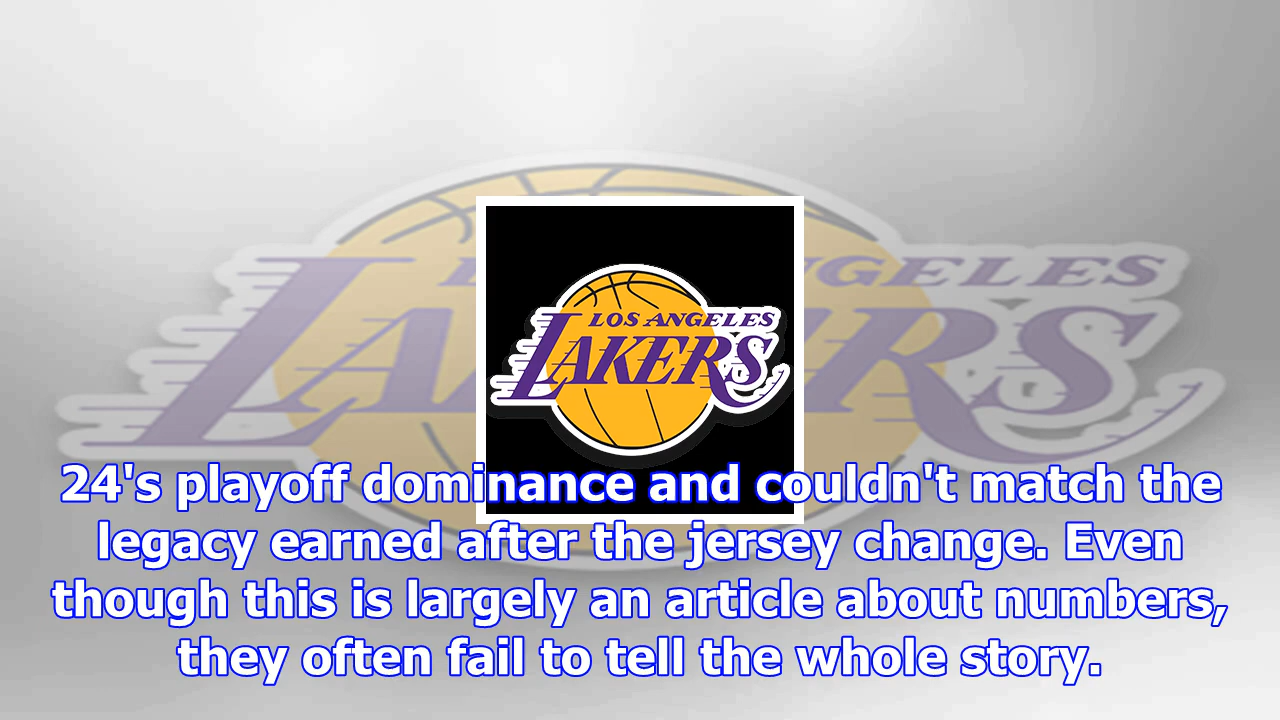 LOS ANGELES
LAKERS
24's playoff dominance and couldn't match the
legacy earned after the jersey change. Even
though this is largely an article about numbers,
they often fail to tell the whole story.